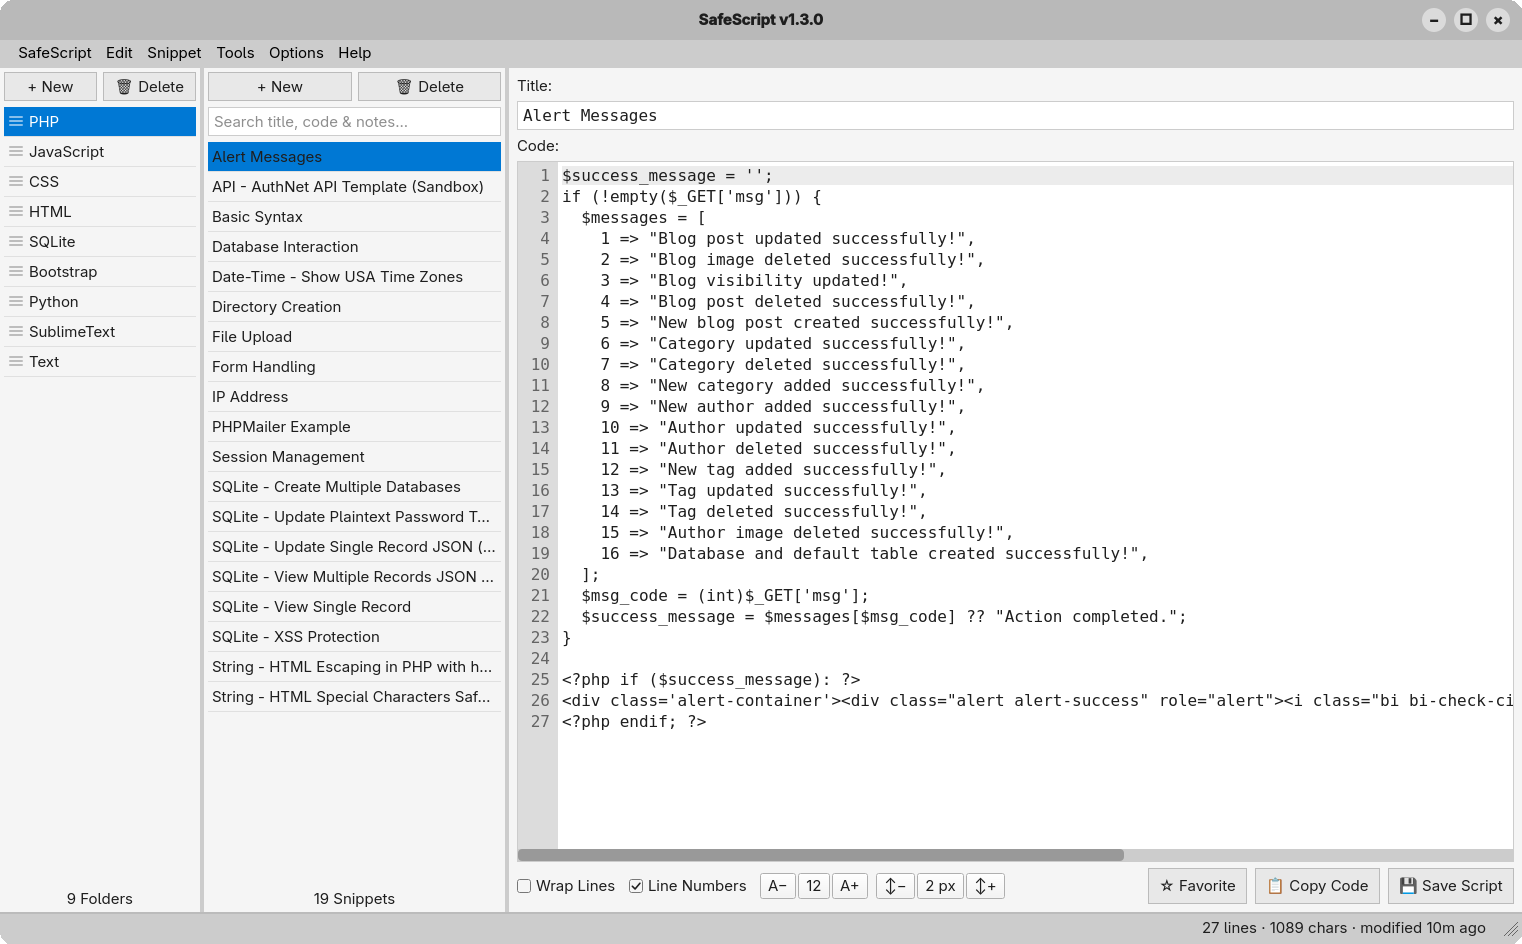 SafeScript v1.3.0
SafeScript Edit Snippet Tools Options Help
+ New 🗑 Delete
PHP
JavaScript
CSS
HTML
SQLite
Bootstrap
Python
SublimeText
Text
9 Folders
+ New 🗑 Delete
Search title, code & notes...
Alert Messages
API - AuthNet API Template (Sandbox)
Basic Syntax
Database Interaction
Date-Time - Show USA Time Zones
Directory Creation
File Upload
Form Handling
IP Address
PHPMailer Example
Session Management
SQLite - Create Multiple Databases
SQLite - Update Plaintext Password T...
SQLite - Update Single Record JSON (...
SQLite - View Multiple Records JSON ...
SQLite - View Single Record
SQLite - XSS Protection
String - HTML Escaping in PHP with h...
String - HTML Special Characters Saf...
19 Snippets
Title:
Alert Messages
Code:
1 $success_message = '';
2 if (!empty($_GET['msg'])) {
3   $messages = [
4     1 => "Blog post updated successfully!",
5     2 => "Blog image deleted successfully!",
6     3 => "Blog visibility updated!",
7     4 => "Blog post deleted successfully!",
8     5 => "New blog post created successfully!",
9     6 => "Category updated successfully!",
10     7 => "Category deleted successfully!",
11     8 => "New category added successfully!",
12     9 => "New author added successfully!",
13     10 => "Author updated successfully!",
14     11 => "Author deleted successfully!",
15     12 => "New tag added successfully!",
16     13 => "Tag updated successfully!",
17     14 => "Tag deleted successfully!",
18     15 => "Author image deleted successfully!",
19     16 => "Database and default table created successfully!",
20   ];
21   $msg_code = (int)$_GET['msg'];
22   $success_message = $messages[$msg_code] ?? "Action completed.";
23 }
24
25 <?php if ($success_message): ?>
26 <div class='alert-container'><div class="alert alert-success" role="alert"><i class="bi bi-check-ci
27 <?php endif; ?>
Wrap Lines ✓ Line Numbers A− 12 A+ ↕− 2 px ↕+ ☆ Favorite 📋 Copy Code 💾 Save Script
27 lines · 1089 chars · modified 10m ago